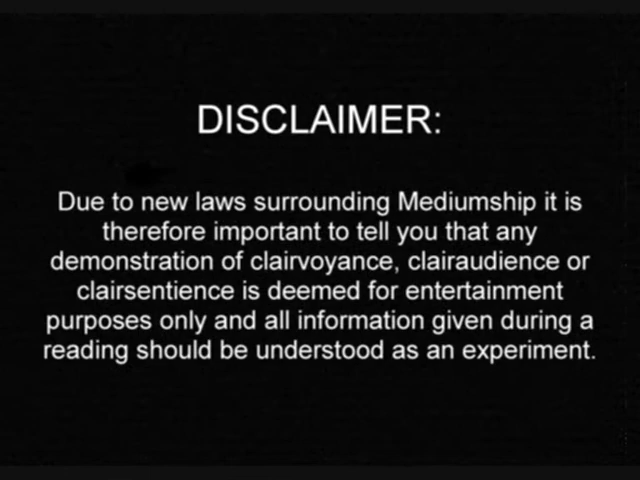 DISCLAIMER:
Due to new laws surrounding Mediumship it is
therefore important to tell you that any
demonstration of clairvoyance, clairaudience or
clairsentience is deemed for entertainment
purposes only and all information given during a
reading should be understood as an experiment.